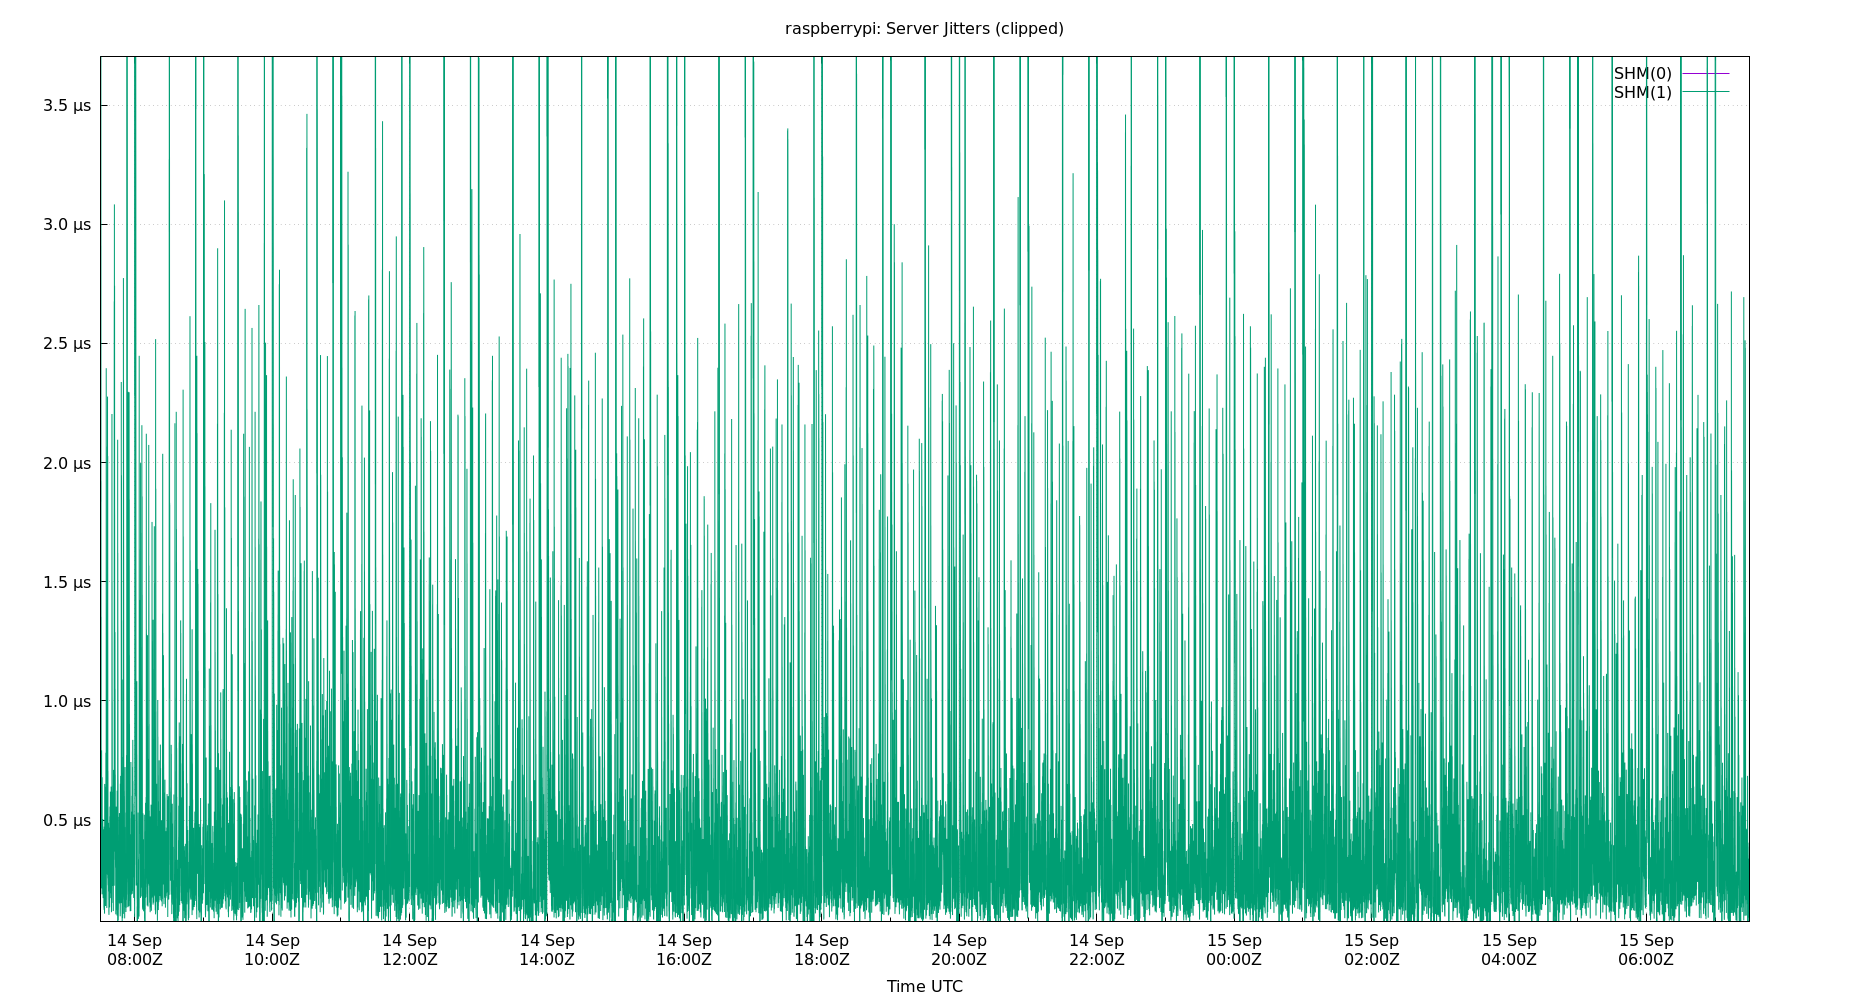 raspberrypi: Server Jitters (clipped)
SHM(0)
SHM(1)
3.5 µs
3.0 µs
2.5 µs
2.0 µs
1.5 µs
1.0 µs
0.5 µs
14 Sep 14 Sep 14 Sep 14 Sep 14 Sep 14 Sep 14 Sep 14 Sep 15 Sep 15 Sep 15 Sep 15 Sep
08:00Z 10:00Z 12:00Z 14:00Z 16:00Z 18:00Z 20:00Z 22:00Z 00:00Z 02:00Z 04:00Z 06:00Z
Time UTC